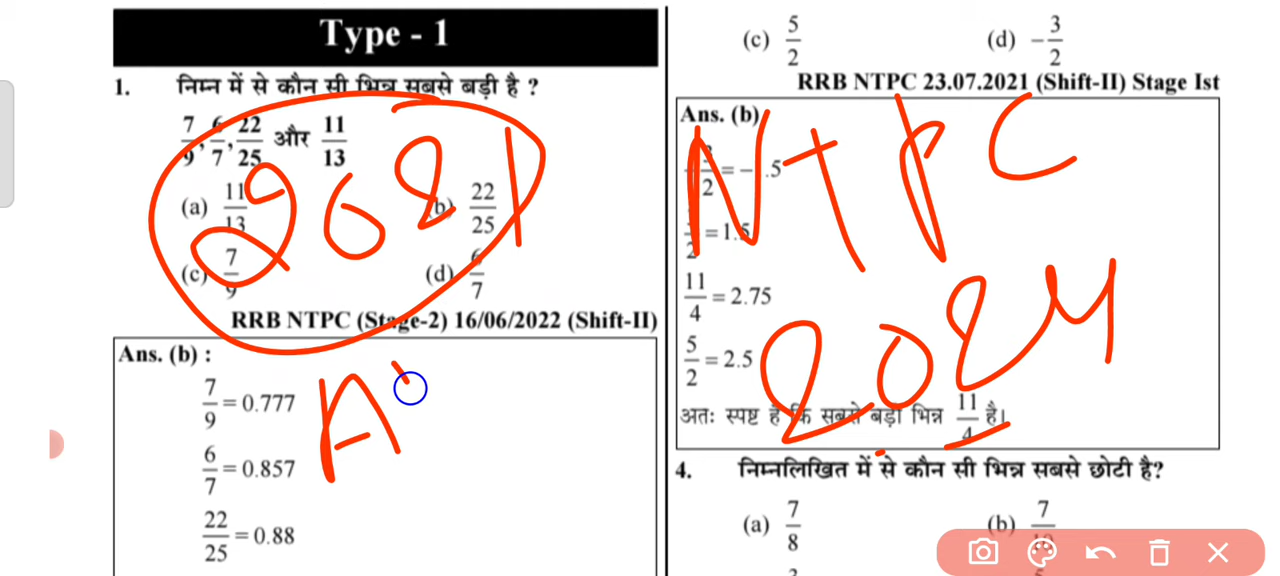 Type - 1
1. निम्न में से कौन सी भिन्न सबसे बड़ी है ?
7/9, 6/7, 22/25 और 11/13
(a) 11/13 (b) 22/25
(c) 7/9 (d) 6/7
RRB NTPC (Stage-2) 16/06/2022 (Shift-II)
Ans. (b) :
7/9 = 0.777
6/7 = 0.857
22/25 = 0.88
(c) 5/2 (d) -3/2
RRB NTPC 23.07.2021 (Shift-II) Stage Ist
Ans. (b)
2 = - .5
2 = 1.5
11/4 = 2.75
5/2 = 2.5
अतः स्पष्ट है कि सबसे बड़ी भिन्न 11/4 है।
4. निम्नलिखित में से कौन सी भिन्न सबसे छोटी है?
(a) 7/8 (b) 7
NTPC
2024
A